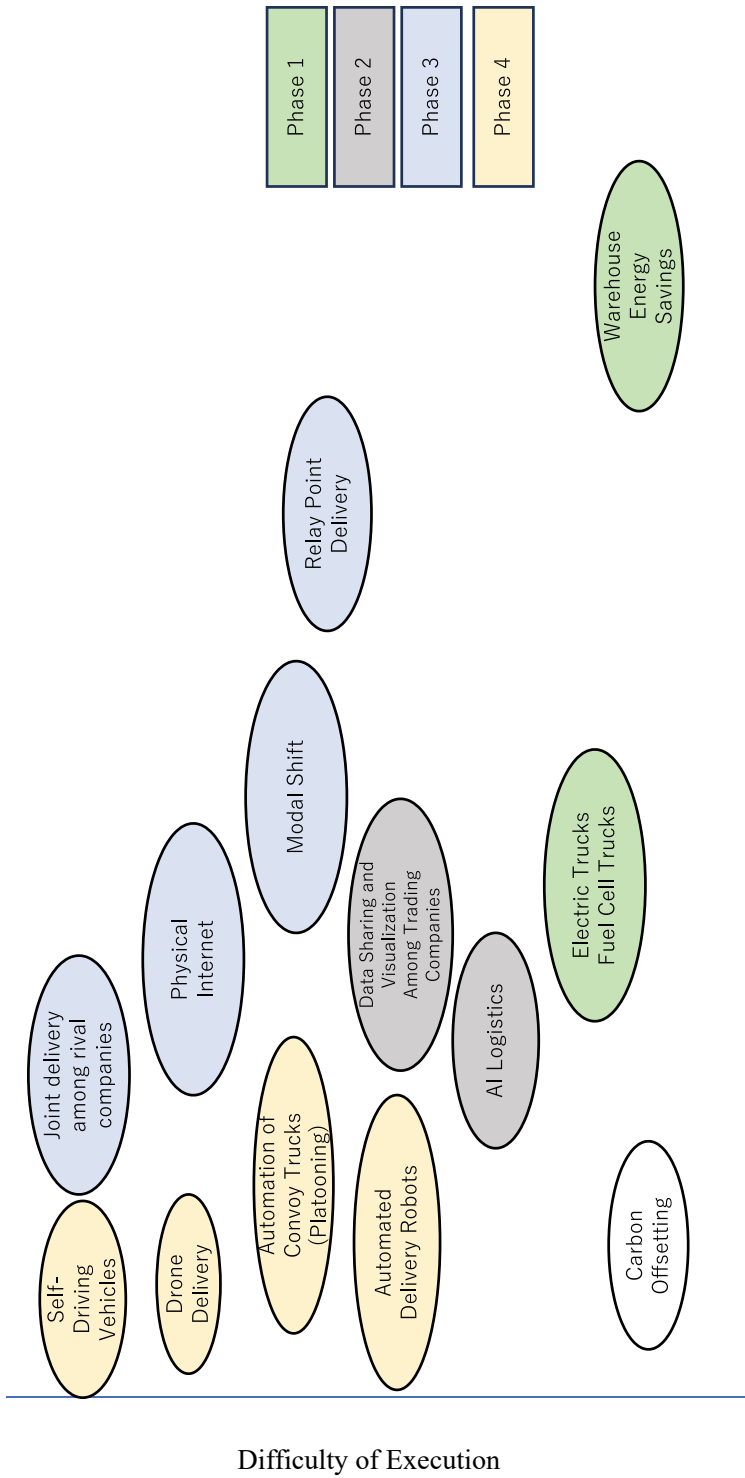 Phase 1
Phase 2
Phase 3
Phase 4
Warehouse
Energy
Savings
Relay Point
Delivery
Modal Shift
Electric Trucks
Fuel Cell Trucks
Data Sharing and
Visualization
Among Trading
Companies
Physical
Internet
AI Logistics
Joint delivery
among rival
companies
Automation of
Convoy Trucks
(Platooning)
Automated
Delivery Robots
Carbon
Offsetting
Drone
Delivery
Self-
Driving
Vehicles
Difficulty of Execution